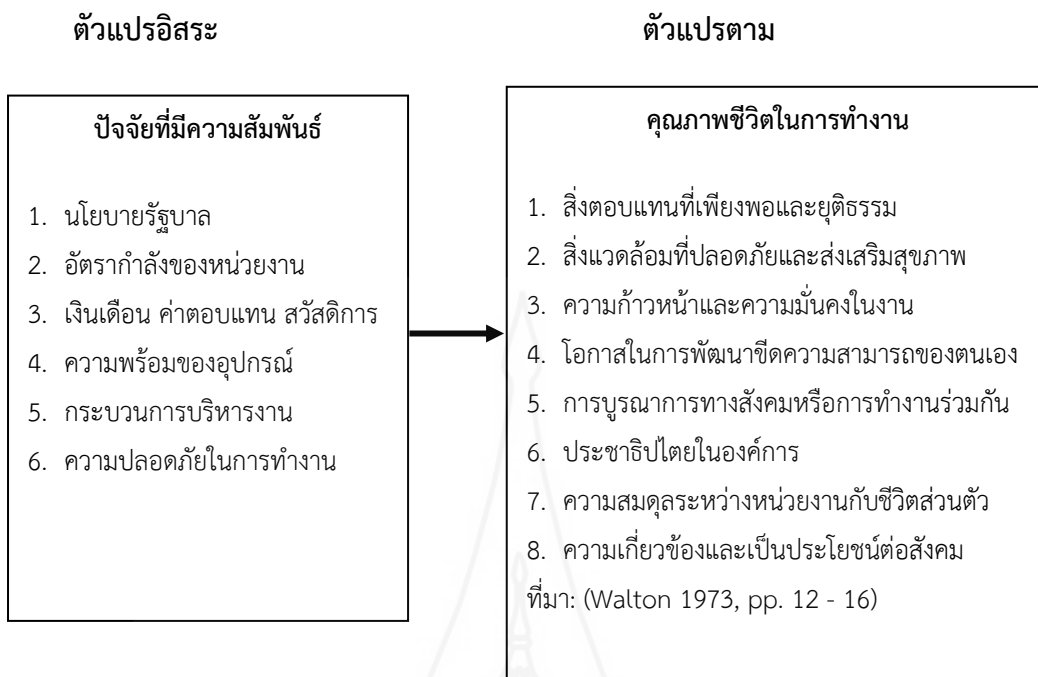 ตัวแปรอิสระ
ตัวแปรตาม
ปัจจัยที่มีความสัมพันธ์
1. นโยบายรัฐบาล
2. อัตรากำลังของหน่วยงาน
3. เงินเดือน ค่าตอบแทน สวัสดิการ
4. ความพร้อมของอุปกรณ์
5. กระบวนการบริหารงาน
6. ความปลอดภัยในการทำงาน
คุณภาพชีวิตในการทำงาน
1. สิ่งตอบแทนที่เพียงพอและยุติธรรม
2. สิ่งแวดล้อมที่ปลอดภัยและส่งเสริมสุขภาพ
3. ความก้าวหน้าและความมั่นคงในงาน
4. โอกาสในการพัฒนาขีดความสามารถของตนเอง
5. การบูรณาการทางสังคมหรือการทำงานร่วมกัน
6. ประชาธิปไตยในองค์การ
7. ความสมดุลระหว่างหน่วยงานกับชีวิตส่วนตัว
8. ความเกี่ยวข้องและเป็นประโยชน์ต่อสังคม
ที่มา: (Walton 1973, pp. 12 - 16)